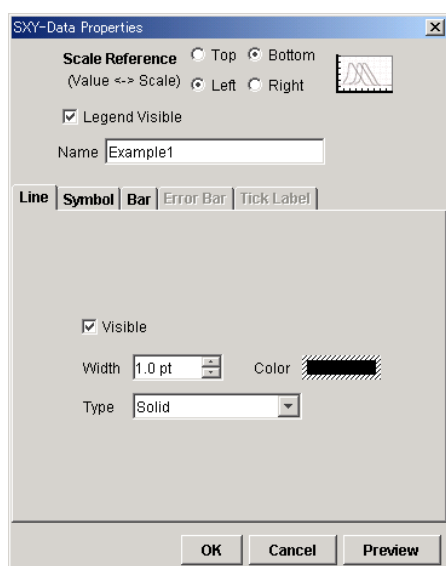 SXY-Data Properties
Scale Reference Top Bottom
(Value <-> Scale) Left Right
Legend Visible
Name Example1
Line Symbol Bar Error Bar Tick Label
Visible
Width 1.0 pt Color
Type Solid
OK Cancel Preview